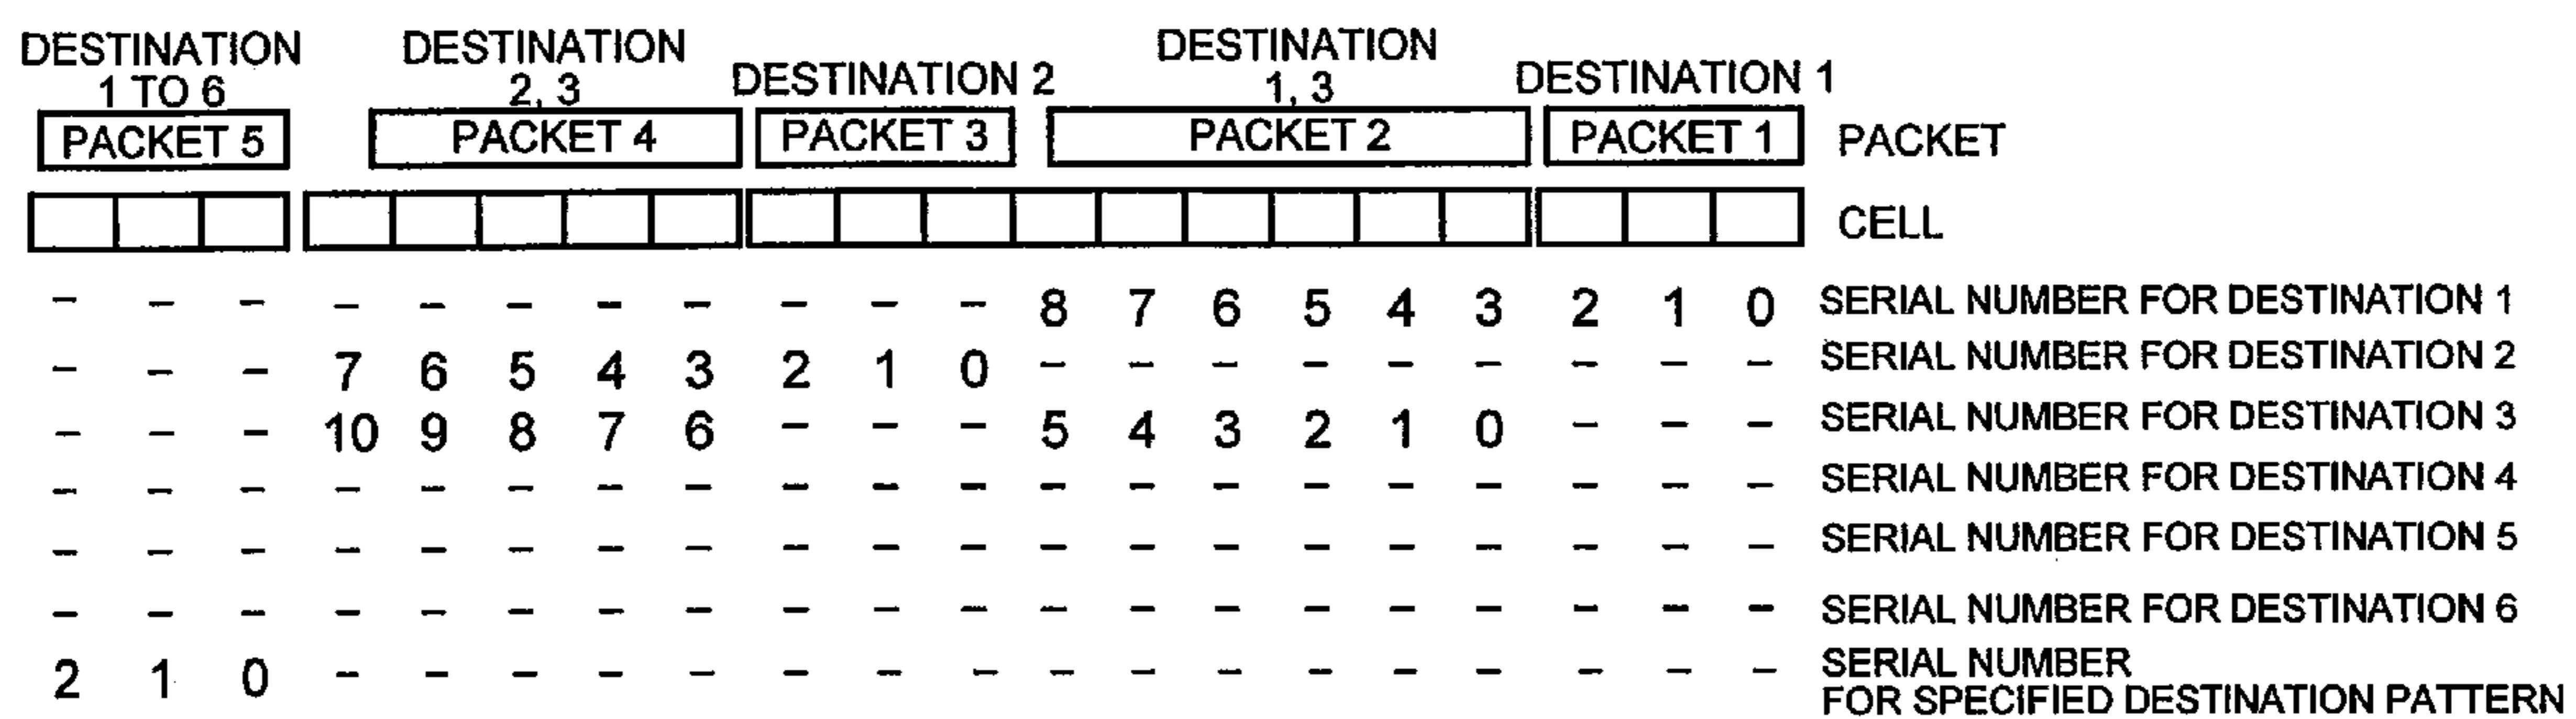 DESTINATION 1 TO 6
DESTINATION 2, 3
DESTINATION 2
DESTINATION 1, 3
DESTINATION 1
PACKET 5 PACKET 4 PACKET 3 PACKET 2 PACKET 1 PACKET
CELL
– – – – – – – – – – – 8 7 6 5 4 3 2 1 0 SERIAL NUMBER FOR DESTINATION 1
– – – 7 6 5 4 3 2 1 0 – – – – – – – – – SERIAL NUMBER FOR DESTINATION 2
– – – 10 9 8 7 6 – – – 5 4 3 2 1 0 – – – SERIAL NUMBER FOR DESTINATION 3
– – – – – – – – – – – – – – – – – – – – SERIAL NUMBER FOR DESTINATION 4
– – – – – – – – – – – – – – – – – – – – SERIAL NUMBER FOR DESTINATION 5
– – – – – – – – – – – – – – – – – – – – SERIAL NUMBER FOR DESTINATION 6
2 1 0 – – – – – – – – – – – – – – – – – SERIAL NUMBER
FOR SPECIFIED DESTINATION PATTERN